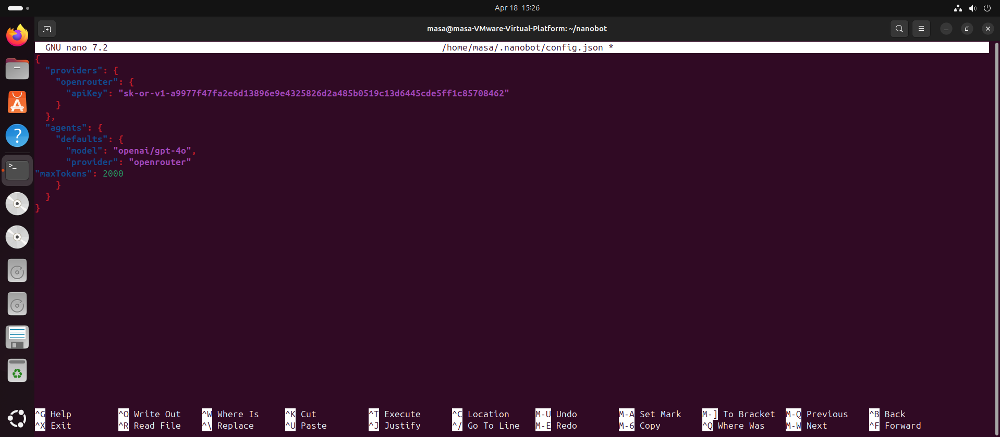 Apr 18 15:26
masa@masa-VMware-Virtual-Platform: ~/nanobot
GNU nano 7.2 /home/masa/.nanobot/config.json *
{
"providers": {
"openrouter": {
"apiKey": "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"
}
},
"agents": {
"defaults": {
"model": "openai/gpt-4o",
"provider": "openrouter"
"maxTokens": 2000
}
}
}
^G Help ^O Write Out ^W Where Is ^K Cut ^T Execute ^C Location M-U Undo M-A Set Mark M-] To Bracket M-Q Previous ^B Back
^X Exit ^R Read File ^\ Replace ^U Paste ^J Justify ^/ Go To Line M-E Redo M-6 Copy ^Q Where Was M-W Next ^F Forward